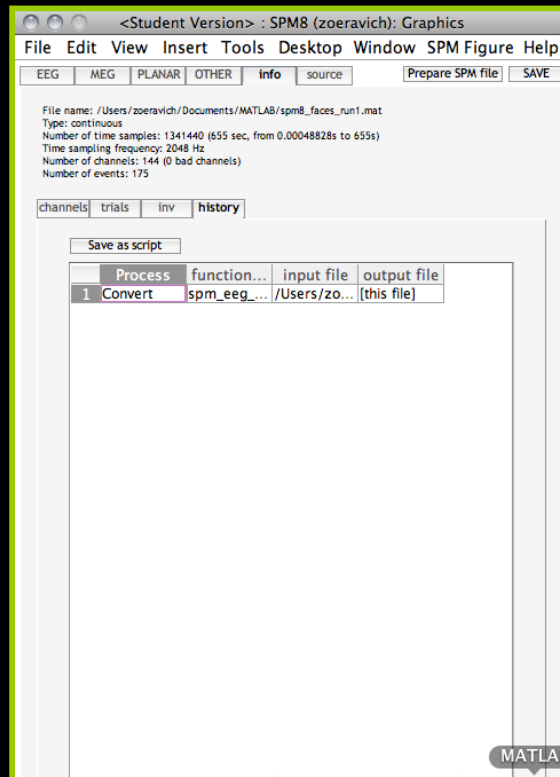 <Student Version> : SPM8 (zoeravich): Graphics
File Edit View Insert Tools Desktop Window SPM Figure Help
EEG MEG PLANAR OTHER info source Prepare SPM file SAVE
File name: /Users/zoeravich/Documents/MATLAB/spm8_faces_run1.mat
Type: continuous
Number of time samples: 1341440 (655 sec, from 0.00048828s to 655s)
Time sampling frequency: 2048 Hz
Number of channels: 144 (0 bad channels)
Number of events: 175
channels trials inv history
Save as script
Process function... input file output file
1 Convert spm_eeg_... /Users/zo... [this file]
MATLA